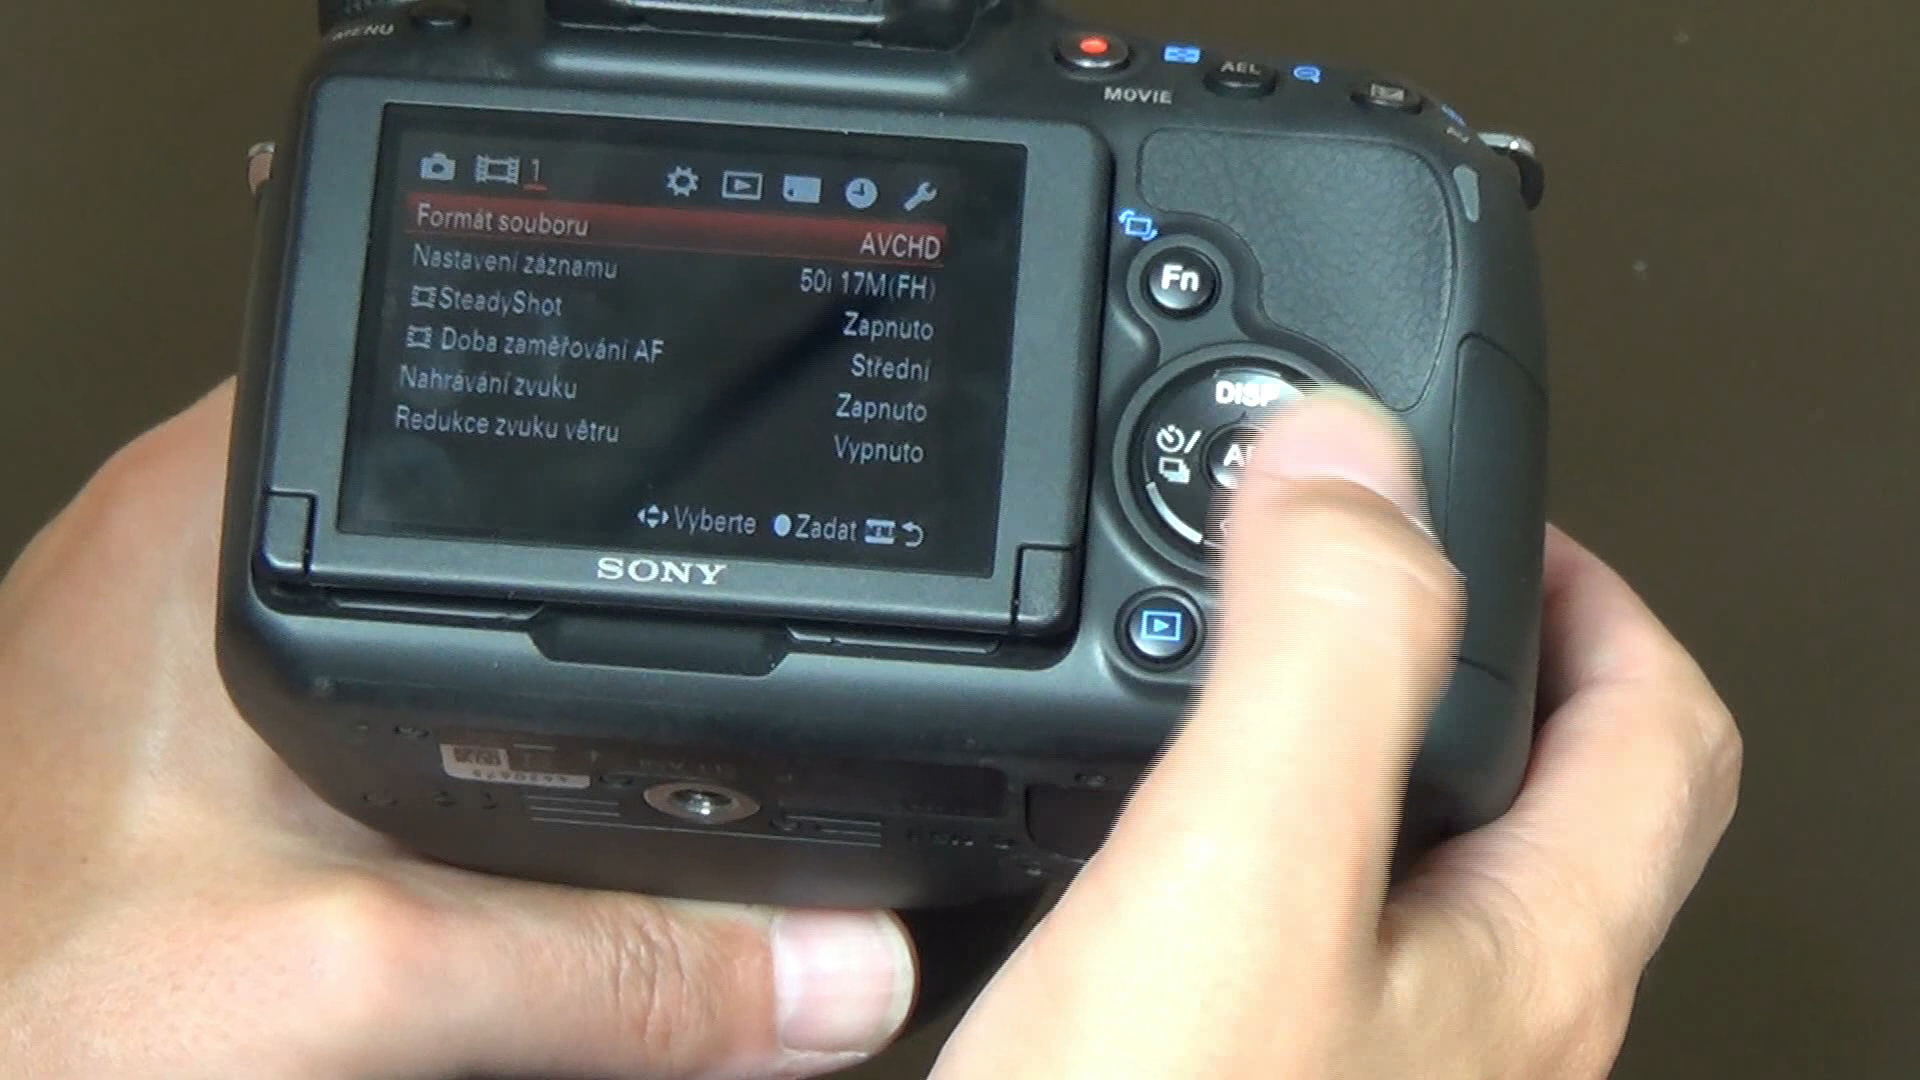 MENU
MOVIE
AEL
1
Formát souboru AVCHD
Nastavení záznamu 50i 17M(FH)
SteadyShot Zapnuto
Doba zaměřování AF Střední
Nahrávání zvuku Zapnuto
Redukce zvuku větru Vypnuto
Vyberte Zadat
SONY
Fn
DISP